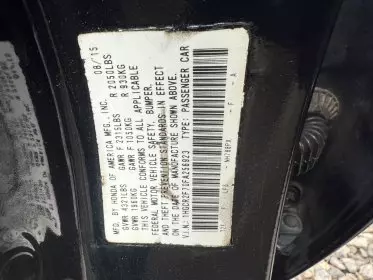 MFD. BY HONDA OF AMERICA MFG., INC. 08/15
GVWR 4321LBS GAWR F 2315LBS R 2050LBS
GVWR 1960KG GAWR F 1050KG R 930KG
THIS VEHICLE CONFORMS TO ALL APPLICABLE
FEDERAL MOTOR VEHICLE SAFETY, BUMPER,
AND THEFT PREVENTION STANDARDS IN EFFECT
ON THE DATE OF MANUFACTURE SHOWN ABOVE.
V.I.N.: 1HGCR2F70FA256923 TYPE: PASSENGER CAR
F A